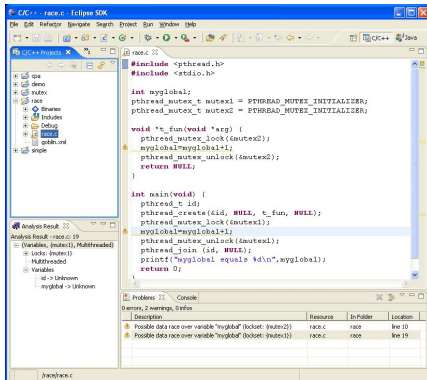 C/C++ - race.c - Eclipse SDK
File Edit Refactor Navigate Search Project Run Window Help
C/C++ Java
C/C++ Projects
cpa
demo
mutex
race
Binaries
Includes
Debug
race.c
goblin.xml
simple
race.c
#include <pthread.h>
#include <stdio.h>
int myglobal;
pthread_mutex_t mutex1 = PTHREAD_MUTEX_INITIALIZER;
pthread_mutex_t mutex2 = PTHREAD_MUTEX_INITIALIZER;
void *t_fun(void *arg) {
pthread_mutex_lock(&mutex2);
myglobal=myglobal+1;
pthread_mutex_unlock(&mutex2);
return NULL;
}
int main(void) {
pthread_t id;
pthread_create(&id, NULL, t_fun, NULL);
pthread_mutex_lock(&mutex1);
myglobal=myglobal+1;
pthread_mutex_unlock(&mutex1);
pthread_join (id, NULL);
printf("myglobal equals %d\n",myglobal);
return 0;
}
Analysis Result
Analysis Result - race.c: 19
(Variables, {mutex1}, Multithreaded)
Locks: {mutex1}
Multithreaded
Variables
id -> Unknown
myglobal -> Unknown
Problems Console
0 errors, 2 warnings, 0 infos
Description Resource In Folder Location
Possible data race over variable "myglobal" (lockset: {mutex2}) race.c race line 10
Possible data race over variable "myglobal" (lockset: {mutex1}) race.c race line 19
/race/race.c